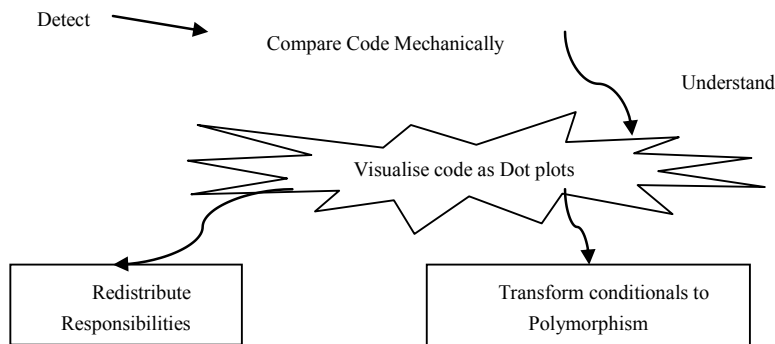 Detect
Compare Code Mechanically
Understand
Visualise code as Dot plots
Redistribute
Responsibilities
Transform conditionals to
Polymorphism